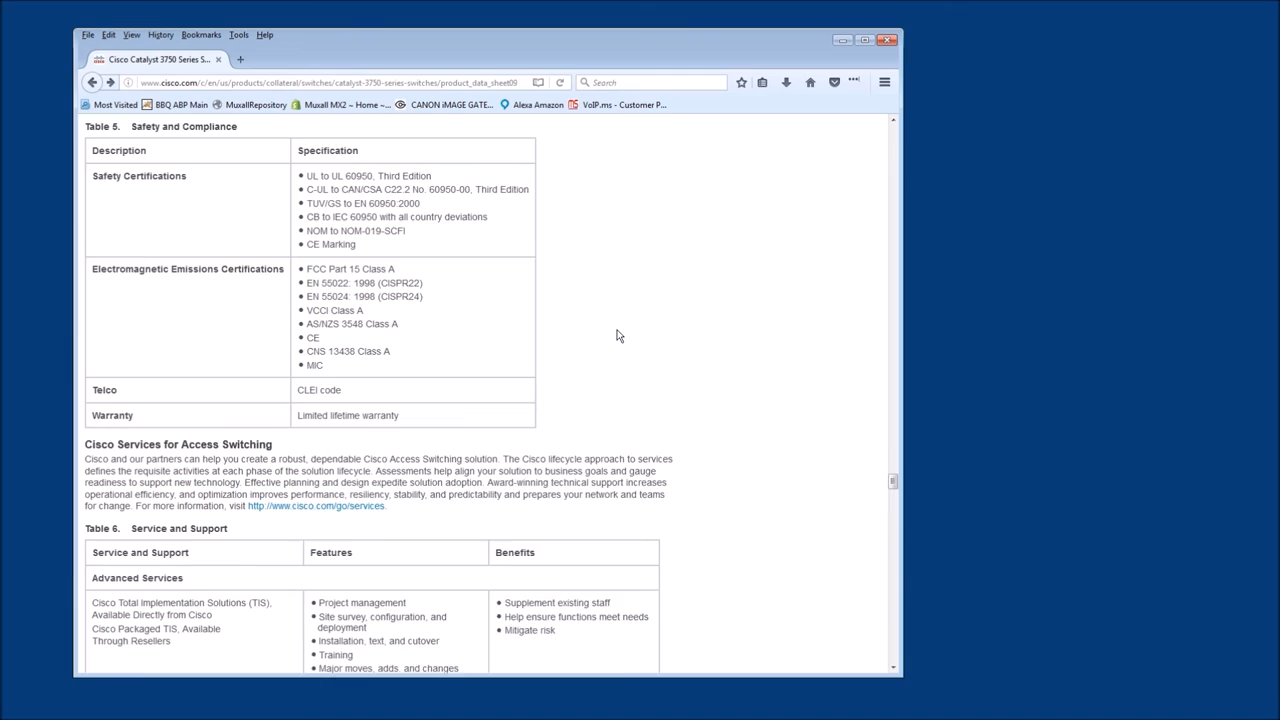 File Edit View History Bookmarks Tools Help
Cisco Catalyst 3750 Series S...
www.cisco.com/c/en/us/products/collateral/switches/catalyst-3750-series-switches/product_data_sheet09
Search
Most Visited BBQ ABP Main MuxallRepository Muxall MX2 ~ Home ~... CANON iMAGE GATE... Alexa Amazon VoIP.ms - Customer P...
Table 5. Safety and Compliance
Description Specification
Safety Certifications
● UL to UL 60950, Third Edition
● C-UL to CAN/CSA C22.2 No. 60950-00, Third Edition
● TUV/GS to EN 60950:2000
● CB to IEC 60950 with all country deviations
● NOM to NOM-019-SCFI
● CE Marking
Electromagnetic Emissions Certifications
● FCC Part 15 Class A
● EN 55022: 1998 (CISPR22)
● EN 55024: 1998 (CISPR24)
● VCCI Class A
● AS/NZS 3548 Class A
● CE
● CNS 13438 Class A
● MIC
Telco CLEI code
Warranty Limited lifetime warranty
Cisco Services for Access Switching
Cisco and our partners can help you create a robust, dependable Cisco Access Switching solution. The Cisco lifecycle approach to services
defines the requisite activities at each phase of the solution lifecycle. Assessments help align your solution to business goals and gauge
readiness to support new technology. Effective planning and design expedite solution adoption. Award-winning technical support increases
operational efficiency, and optimization improves performance, resiliency, stability, and predictability and prepares your network and teams
for change. For more information, visit http://www.cisco.com/go/services.
Table 6. Service and Support
Service and Support Features Benefits
Advanced Services
Cisco Total Implementation Solutions (TIS),
Available Directly from Cisco
Cisco Packaged TIS, Available
Through Resellers
● Project management
● Site survey, configuration, and
deployment
● Installation, text, and cutover
● Training
● Major moves, adds, and changes
● Supplement existing staff
● Help ensure functions meet needs
● Mitigate risk